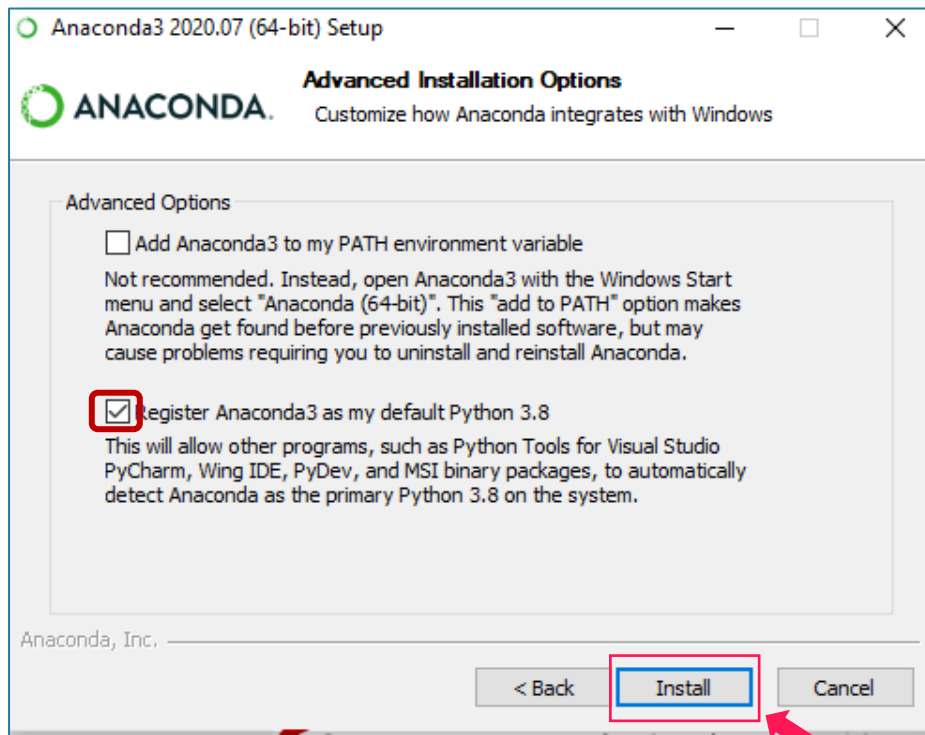 Anaconda3 2020.07 (64-bit) Setup
ANACONDA.
Advanced Installation Options
Customize how Anaconda integrates with Windows
Advanced Options
Add Anaconda3 to my PATH environment variable
Not recommended. Instead, open Anaconda3 with the Windows Start
menu and select "Anaconda (64-bit)". This "add to PATH" option makes
Anaconda get found before previously installed software, but may
cause problems requiring you to uninstall and reinstall Anaconda.
Register Anaconda3 as my default Python 3.8
This will allow other programs, such as Python Tools for Visual Studio
PyCharm, Wing IDE, PyDev, and MSI binary packages, to automatically
detect Anaconda as the primary Python 3.8 on the system.
Anaconda, Inc.
< Back
Install
Cancel